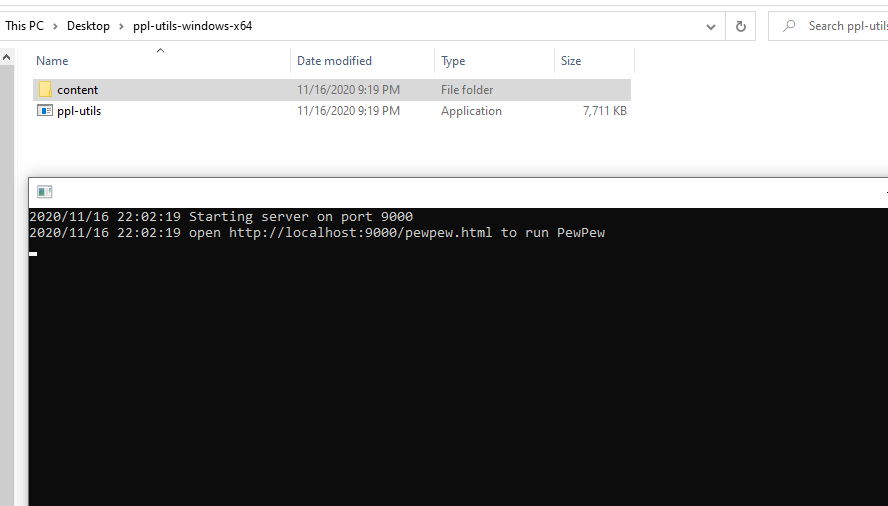 This PC > Desktop > ppl-utils-windows-x64
Search ppl-utils
Name Date modified Type Size
content 11/16/2020 9:19 PM File folder
ppl-utils 11/16/2020 9:19 PM Application 7,711 KB
2020/11/16 22:02:19 Starting server on port 9000
2020/11/16 22:02:19 open http://localhost:9000/pewpew.html to run PewPew